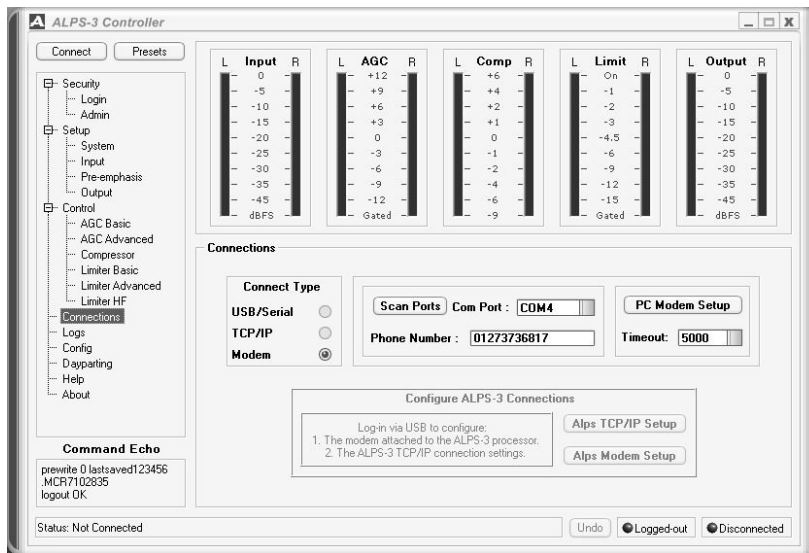 ALPS-3 Controller
Connect Presets
Security
Login
Admin
Setup
System
Input
Pre-emphasis
Output
Control
AGC Basic
AGC Advanced
Compressor
Limiter Basic
Limiter Advanced
Limiter HF
Connections
Logs
Config
Dayparting
Help
About
Command Echo
prewrite 0 lastsaved123456
.MCR7102835
logout OK
L Input R
0
-5
-10
-15
-20
-25
-30
-35
-45
dBFS
L AGC R
+12
+9
+6
+3
0
-3
-6
-9
-12
Gated
L Comp R
+6
+4
+2
+1
0
-1
-2
-4
-6
-9
L Limit R
On
-1
-2
-3
-4.5
-6
-9
-12
-15
Gated
L Output R
0
-5
-10
-15
-20
-25
-30
-35
-45
dBFS
Connections
Connect Type
USB/Serial
TCP/IP
Modem
Scan Ports Com Port : COM4
Phone Number : 01273736817
PC Modem Setup
Timeout: 5000
Configure ALPS-3 Connections
Log-in via USB to configure:
1. The modem attached to the ALPS-3 processor.
2. The ALPS-3 TCP/IP connection settings.
Alps TCP/IP Setup
Alps Modem Setup
Status: Not Connected Undo Logged-out Disconnected